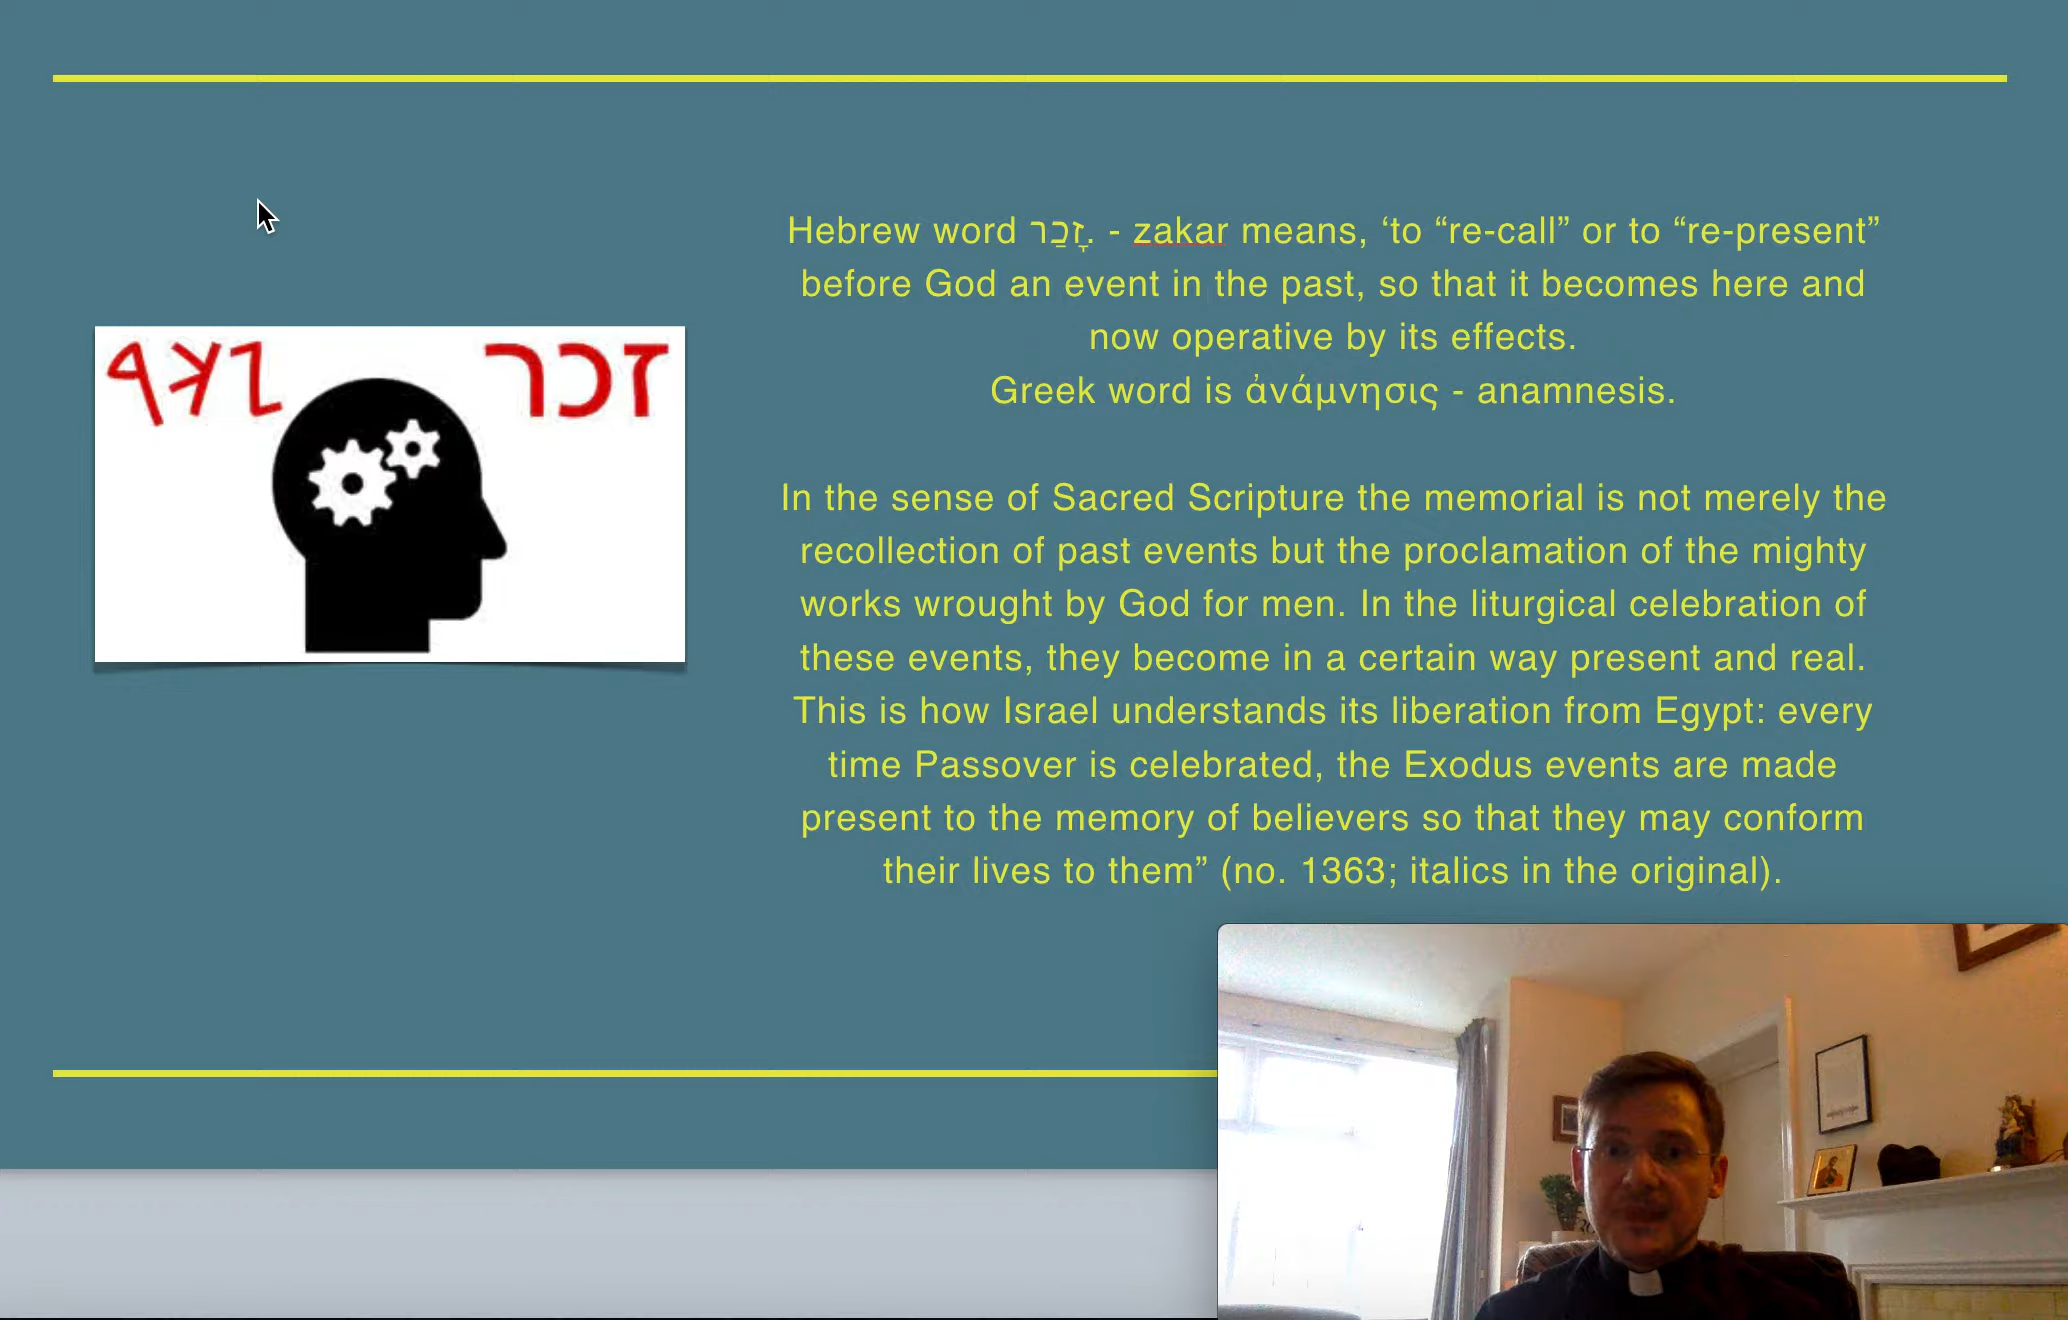 𐤆𐤊𐤓
זכר
Hebrew word זָכַר. - zakar means, ‘to “re-call” or to “re-present”
before God an event in the past, so that it becomes here and
now operative by its effects.
Greek word is ἀνάμνησις - anamnesis.
In the sense of Sacred Scripture the memorial is not merely the
recollection of past events but the proclamation of the mighty
works wrought by God for men. In the liturgical celebration of
these events, they become in a certain way present and real.
This is how Israel understands its liberation from Egypt: every
time Passover is celebrated, the Exodus events are made
present to the memory of believers so that they may conform
their lives to them” (no. 1363; italics in the original).